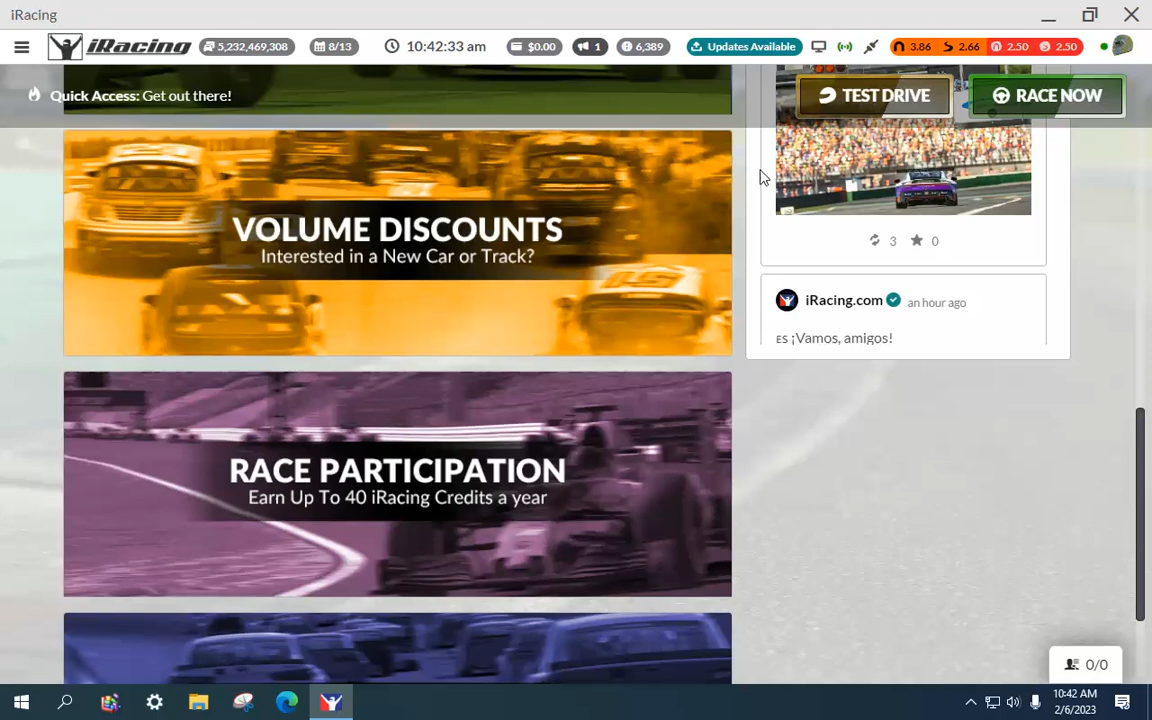 iRacing
iRacing 5,232,469,308 8/13 10:42:33 am $0.00 1 6,389 Updates Available 3.86 2.66 2.50 2.50
Quick Access: Get out there!
TEST DRIVE
RACE NOW
VOLUME DISCOUNTS
Interested in a New Car or Track?
3 0
iRacing.com an hour ago
ES ¡Vamos, amigos!
RACE PARTICIPATION
Earn Up To 40 iRacing Credits a year
0/0
10:42 AM
2/6/2023